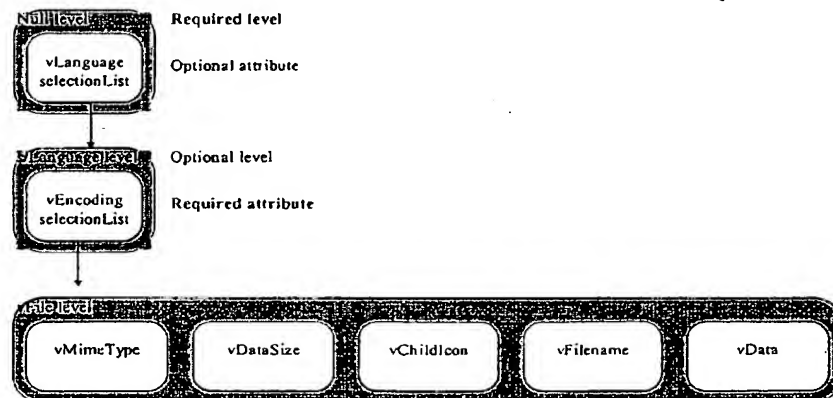 Null level
Required level
vLanguage
selectionList
Optional attribute
vLanguage level
Optional level
vEncoding
selectionList
Required attribute
vFile level
vMimeType
vDataSize
vChildIcon
vFilename
vData